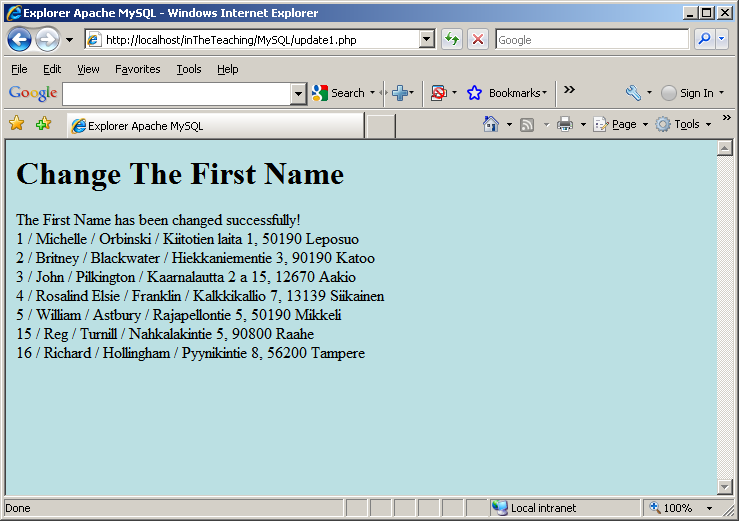 Explorer Apache MySQL - Windows Internet Explorer
http://localhost/inTheTeaching/MySQL/update1.php
Google
File Edit View Favorites Tools Help
Google Search Bookmarks Sign In
Explorer Apache MySQL Page Tools
Change The First Name
The First Name has been changed successfully!
1 / Michelle / Orbinski / Kiitotien laita 1, 50190 Leposuo
2 / Britney / Blackwater / Hiekkaniementie 3, 90190 Katoo
3 / John / Pilkington / Kaarnalautta 2 a 15, 12670 Aakio
4 / Rosalind Elsie / Franklin / Kalkkikallio 7, 13139 Siikainen
5 / William / Astbury / Rajapellontie 5, 50190 Mikkeli
15 / Reg / Turnill / Nahkalakintie 5, 90800 Raahe
16 / Richard / Hollingham / Pyynikintie 8, 56200 Tampere
Done Local intranet 100%